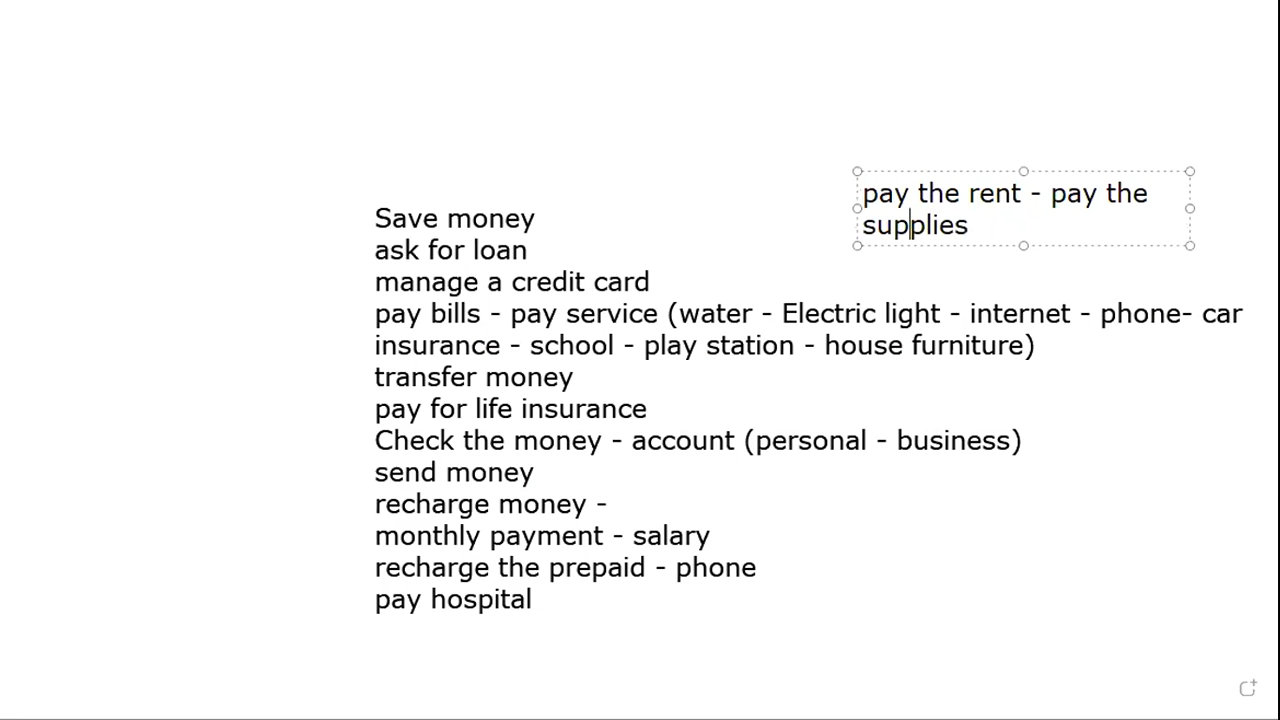 pay the rent - pay the
supplies
Save money
ask for loan
manage a credit card
pay bills - pay service (water - Electric light - internet - phone- car
insurance - school - play station - house furniture)
transfer money
pay for life insurance
Check the money - account (personal - business)
send money
recharge money -
monthly payment - salary
recharge the prepaid - phone
pay hospital